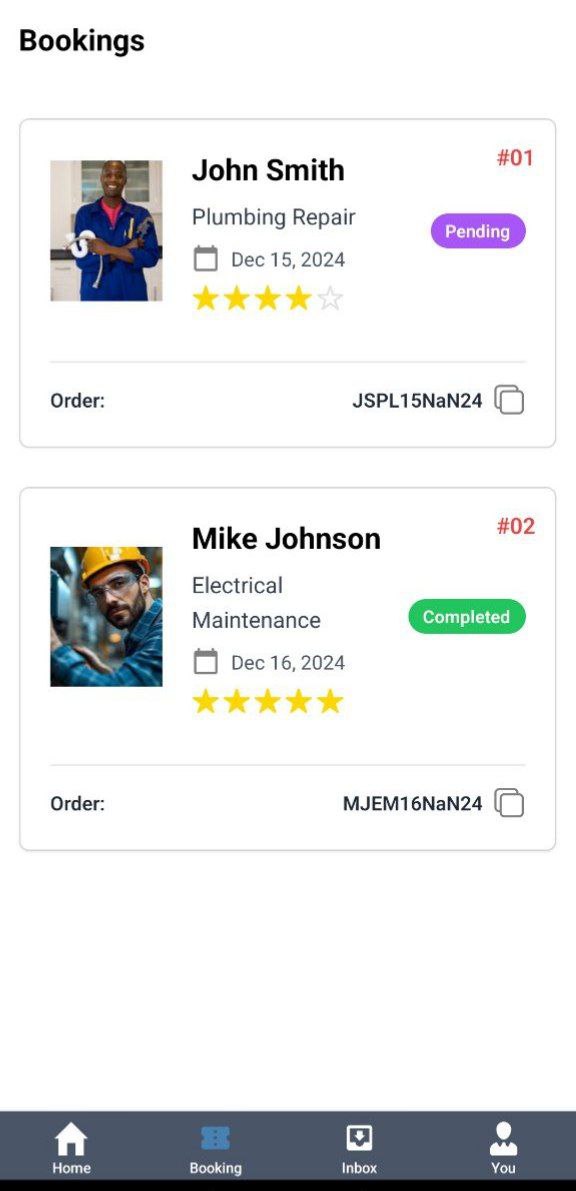 Bookings
#01
John Smith
Plumbing Repair
Pending
Dec 15, 2024
Order:
JSPL15NaN24
#02
Mike Johnson
Electrical
Maintenance
Completed
Dec 16, 2024
Order:
MJEM16NaN24
Home
Booking
Inbox
You